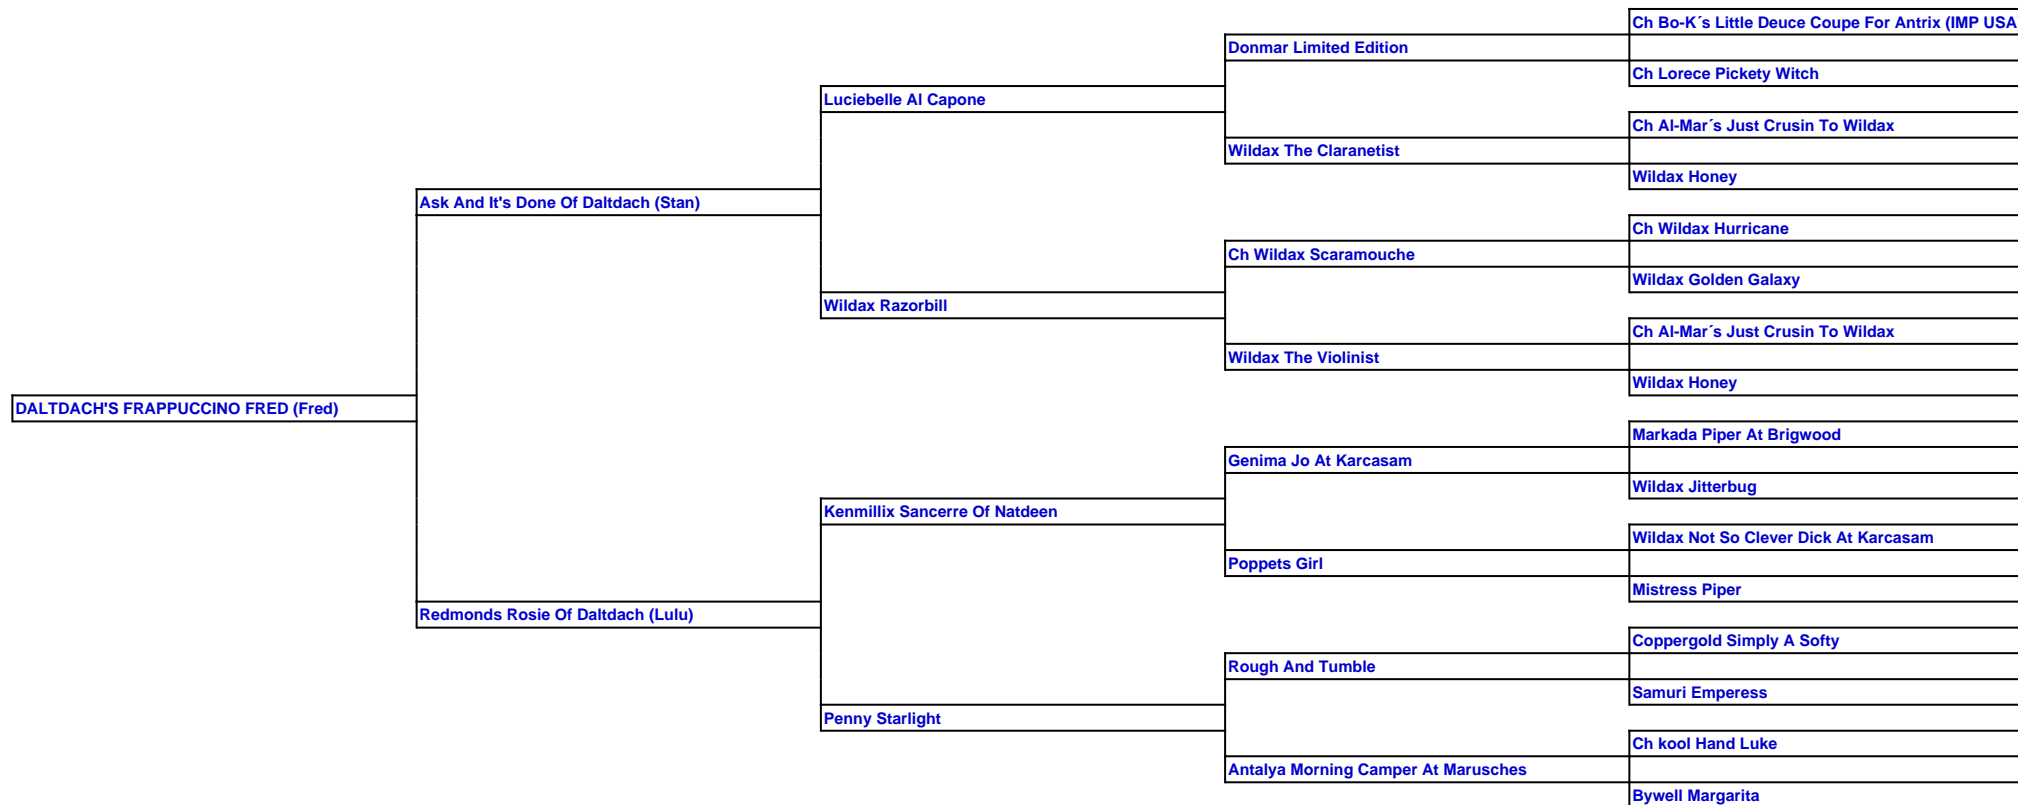 Ch Bo-K´s Little Deuce Coupe For Antrix (IMP USA
Donmar Limited Edition
Ch Lorece Pickety Witch
Luciebelle Al Capone
Ch Al-Mar´s Just Crusin To Wildax
Wildax The Claranetist
Wildax Honey
Ask And It's Done Of Daltdach (Stan)
Ch Wildax Hurricane
Ch Wildax Scaramouche
Wildax Golden Galaxy
Wildax Razorbill
Ch Al-Mar´s Just Crusin To Wildax
Wildax The Violinist
Wildax Honey
DALTDACH'S FRAPPUCCINO FRED (Fred)
Markada Piper At Brigwood
Genima Jo At Karcasam
Wildax Jitterbug
Kenmillix Sancerre Of Natdeen
Wildax Not So Clever Dick At Karcasam
Poppets Girl
Mistress Piper
Redmonds Rosie Of Daltdach (Lulu)
Coppergold Simply A Softy
Rough And Tumble
Samuri Emperess
Penny Starlight
Ch kool Hand Luke
Antalya Morning Camper At Marusches
Bywell Margarita